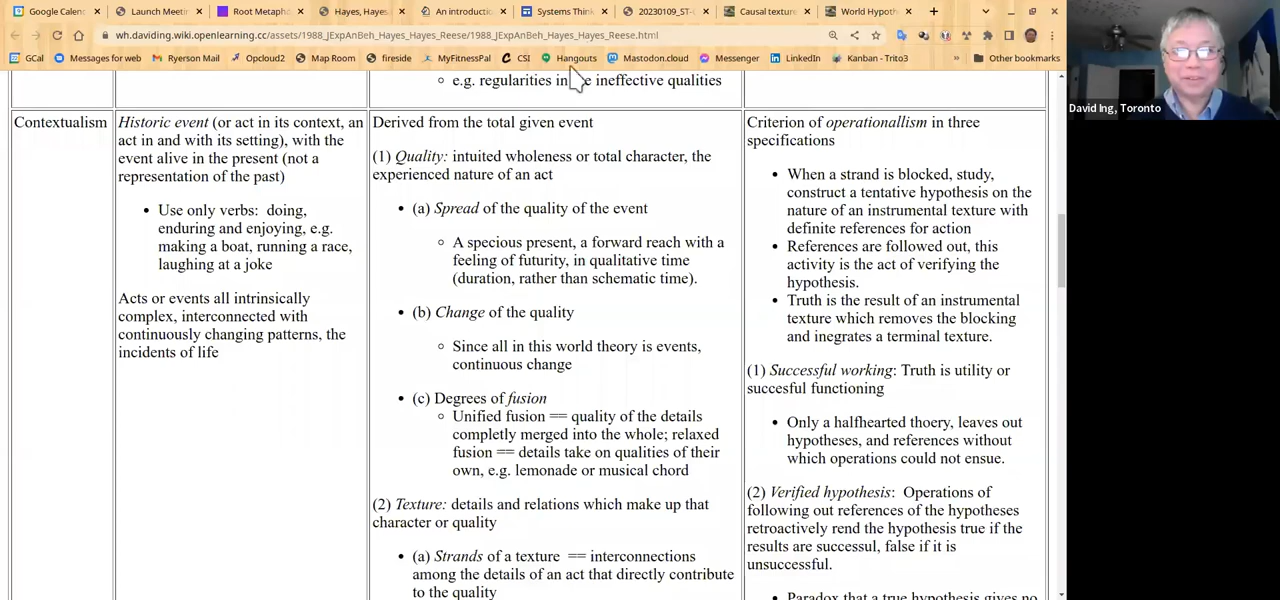 Google Calen
Launch Meeti
Root Metaph
Hayes, Hayes
An introducti
Systems Think
20230109_ST-
Causal texture
World Hypoth
wh.daviding.wiki.openlearning.cc/assets/1988_JExpAnBeh_Hayes_Hayes_Reese/1988_JExpAnBeh_Hayes_Hayes_Reese.html
GCal
Messages for web
Ryerson Mail
Opcloud2
Map Room
fireside
MyFitnessPal
CSI
Hangouts
Mastodon.cloud
Messenger
LinkedIn
Kanban - Trito3
»
Other bookmarks
David Ing, Toronto
e.g. regularities in the ineffective qualities
Contextualism
Historic event (or act in its context, an
act in and with its setting), with the
event alive in the present (not a
representation of the past)
• Use only verbs: doing,
enduring and enjoying, e.g.
making a boat, running a race,
laughing at a joke
Acts or events all intrinsically
complex, interconnected with
continuously changing patterns, the
incidents of life
Derived from the total given event
(1) Quality: intuited wholeness or total character, the
experienced nature of an act
• (a) Spread of the quality of the event
◦ A specious present, a forward reach with a
feeling of futurity, in qualitative time
(duration, rather than schematic time).
• (b) Change of the quality
◦ Since all in this world theory is events,
continuous change
• (c) Degrees of fusion
◦ Unified fusion == quality of the details
completly merged into the whole; relaxed
fusion == details take on qualities of their
own, e.g. lemonade or musical chord
(2) Texture: details and relations which make up that
character or quality
• (a) Strands of a texture == interconnections
among the details of an act that directly contribute
to the quality
Criterion of operationallism in three
specifications
• When a strand is blocked, study,
construct a tentative hypothesis on the
nature of an instrumental texture with
definite references for action
• References are followed out, this
activity is the act of verifying the
hypothesis.
• Truth is the result of an instrumental
texture which removes the blocking
and inegrates a terminal texture.
(1) Successful working: Truth is utility or
succesful functioning
• Only a halfhearted thoery, leaves out
hypotheses, and references without
which operations could not ensue.
(2) Verified hypothesis: Operations of
following out references of the hypotheses
retroactively rend the hypothesis true if the
results are successul, false if it is
unsuccessful.
• Paradox that a true hypothesis gives no